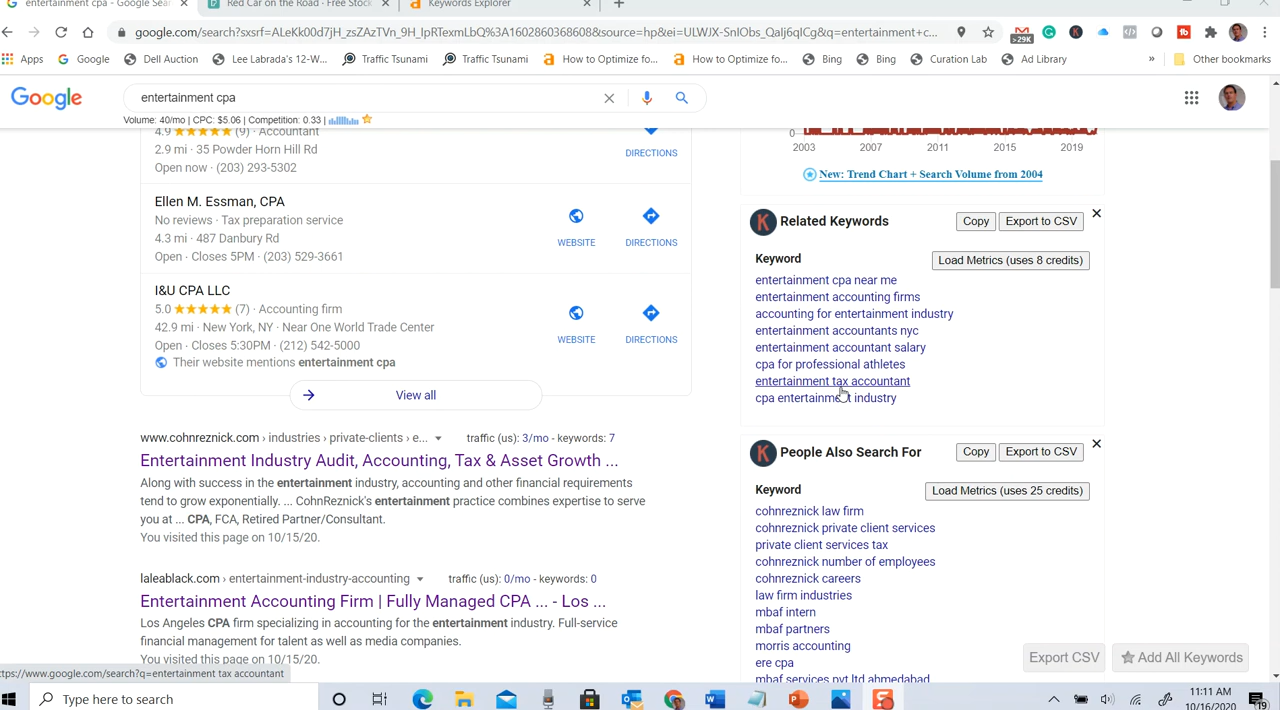 entertainment cpa - Google Sea
Red Car on the Road - Free Stock
Keywords Explorer
google.com/search?sxsrf=ALeKk00d7jH_zsZAzTVn_9H_IpRTexmLbQ%3A1602860368608&source=hp&ei=ULWJX-SnIObs_QaIj6qICg&q=entertainment+c...
>29K
Apps
Google
Dell Auction
Lee Labrada's 12-W...
Traffic Tsunami
Traffic Tsunami
How to Optimize fo...
How to Optimize fo...
Bing
Bing
Curation Lab
Ad Library
»
Other bookmarks
Google
entertainment cpa
Volume: 40/mo | CPC: $5.06 | Competition: 0.33 |
4.9 ★★★★★ (9) · Accountant
2.9 mi · 35 Powder Horn Hill Rd
Open now · (203) 293-5302
DIRECTIONS
Ellen M. Essman, CPA
No reviews · Tax preparation service
4.3 mi · 487 Danbury Rd
Open · Closes 5PM · (203) 529-3661
WEBSITE
DIRECTIONS
I&U CPA LLC
5.0 ★★★★★ (7) · Accounting firm
42.9 mi · New York, NY · Near One World Trade Center
Open · Closes 5:30PM · (212) 542-5000
Their website mentions entertainment cpa
WEBSITE
DIRECTIONS
View all
www.cohnreznick.com › industries › private-clients › e... traffic (us): 3/mo - keywords: 7
Entertainment Industry Audit, Accounting, Tax & Asset Growth ...
Along with success in the entertainment industry, accounting and other financial requirements
tend to grow exponentially. ... CohnReznick's entertainment practice combines expertise to serve
you at ... CPA, FCA, Retired Partner/Consultant.
You visited this page on 10/15/20.
laleablack.com › entertainment-industry-accounting traffic (us): 0/mo - keywords: 0
Entertainment Accounting Firm | Fully Managed CPA ... - Los ...
Los Angeles CPA firm specializing in accounting for the entertainment industry. Full-service
financial management for talent as well as media companies.
You visited this page on 10/15/20.
0
2003 2007 2011 2015 2019
New: Trend Chart + Search Volume from 2004
K
Related Keywords
Copy
Export to CSV
Keyword
Load Metrics (uses 8 credits)
entertainment cpa near me
entertainment accounting firms
accounting for entertainment industry
entertainment accountants nyc
entertainment accountant salary
cpa for professional athletes
entertainment tax accountant
cpa entertainment industry
K
People Also Search For
Copy
Export to CSV
Keyword
Load Metrics (uses 25 credits)
cohnreznick law firm
cohnreznick private client services
private client services tax
cohnreznick number of employees
cohnreznick careers
law firm industries
mbaf intern
mbaf partners
morris accounting
ere cpa
mbaf services pvt ltd ahmedabad
Export CSV
Add All Keywords
ttps://www.google.com/search?q=entertainment tax accountant
Type here to search
11:11 AM
10/16/2020
19